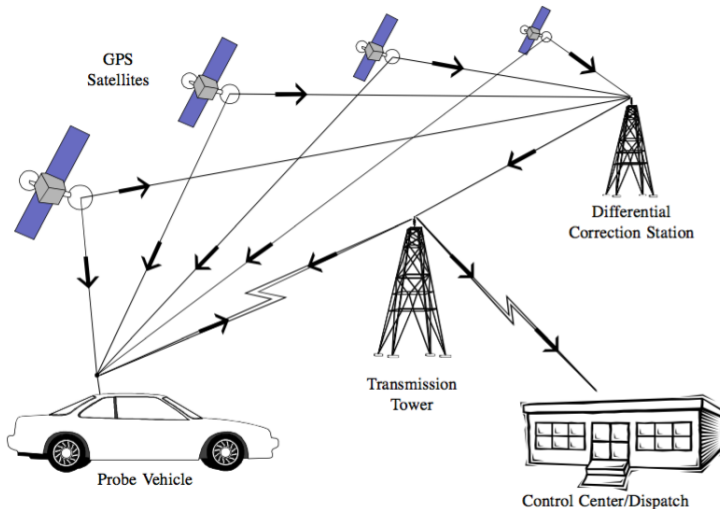 GPS
Satellites
Differential
Correction Station
Transmission
Tower
Probe Vehicle
Control Center/Dispatch